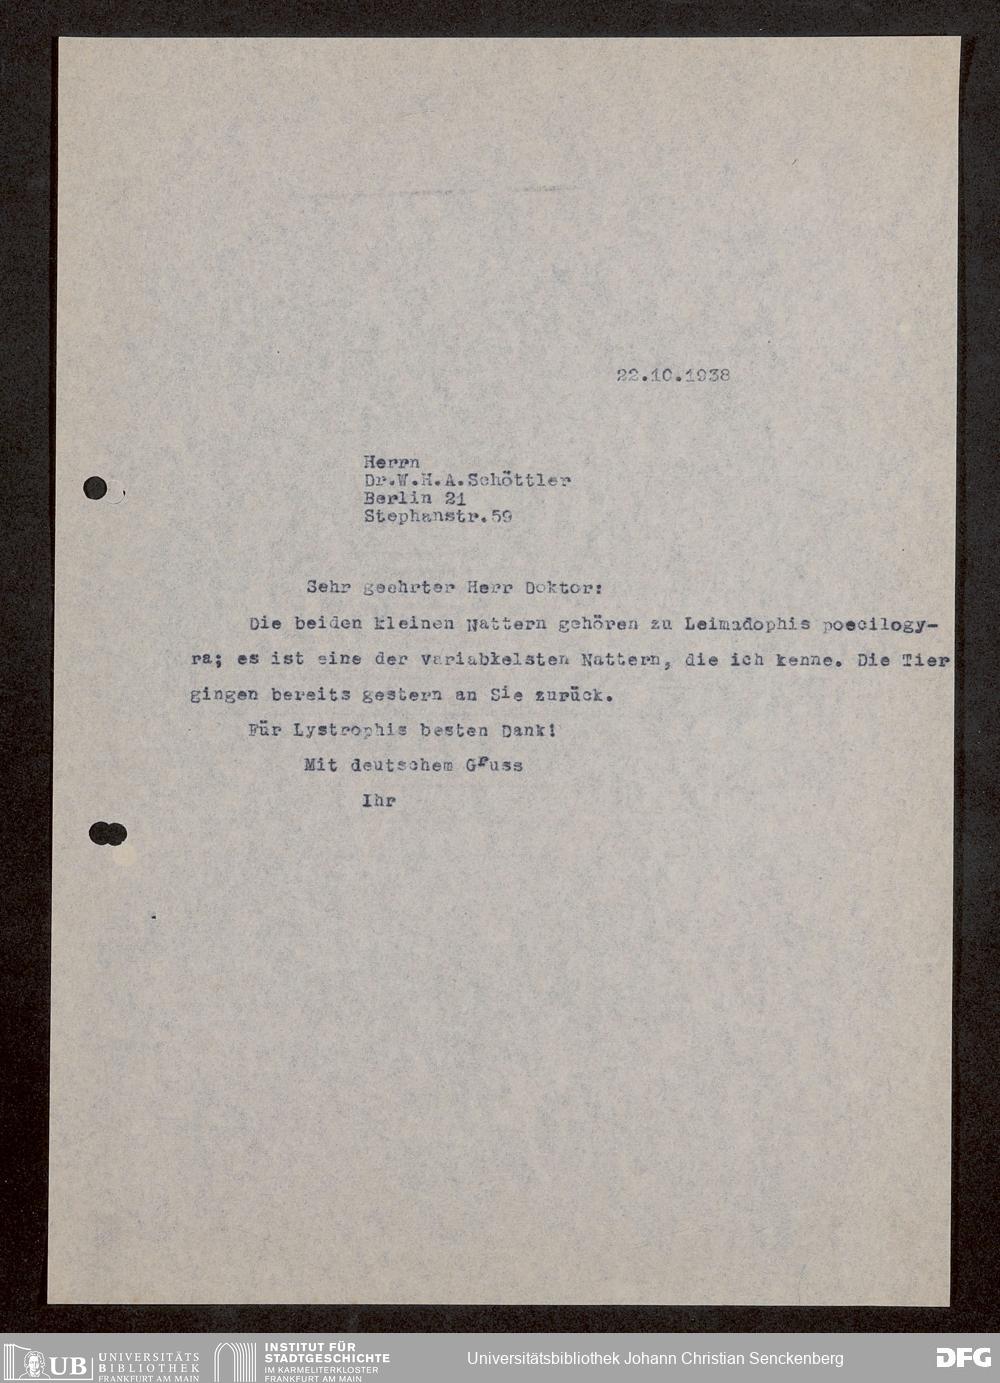 22.10.1938
Herrn
Dr.W.H.A.Schöttler
Berlin 21
Stephanstr.59
Sehr geehrter Herr Doktor:
Die beiden kleinen Nattern gehören zu Leimadophis poecilogy-
ra; es ist eine der variabkelsten Nattern, die ich kenne. Die Tier
gingen bereits gestern an Sie zurück.
Für Lystrophis besten Dank!
Mit deutschem Gruss
Ihr
UB UNIVERSITÄTS
BIBLIOTHEK
FRANKFURT AM MAIN
INSTITUT FÜR
STADTGESCHICHTE
IM KARMELITERKLOSTER
FRANKFURT AM MAIN
Universitätsbibliothek Johann Christian Senckenberg
DFG